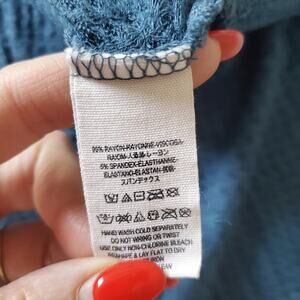 95% RAYON-RAYONNE-VISCOSA-
RAYOM-人造絲 レーヨン
5% SPANDEX-ÉLASTHANNE-
ELASTANO-ELASTAN-
スパンデックス
HAND WASH COLD SEPARATELY
DO NOT WRING OR TWIST
USE ONLY NON-CHLORINE BLEACH
RESHAPE & LAY FLAT TO DRY